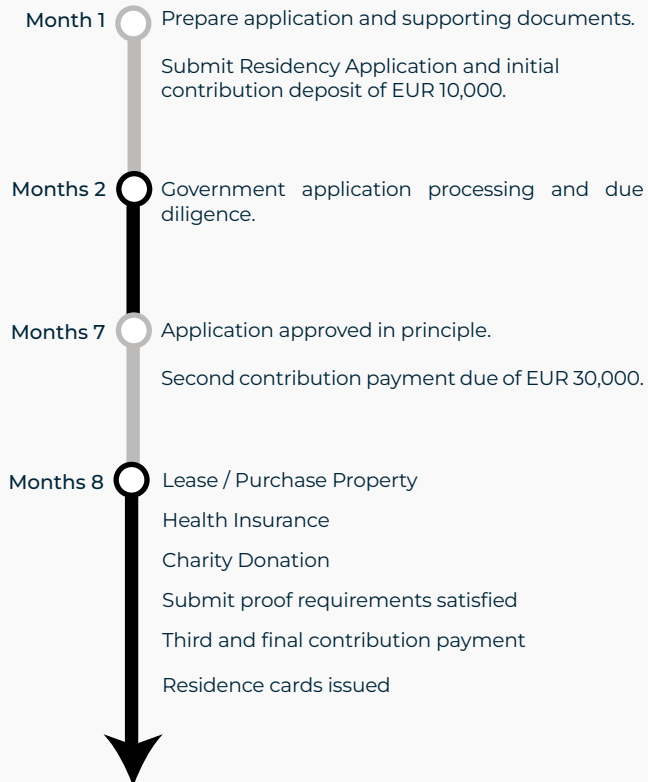 Month 1
Prepare application and supporting documents.
Submit Residency Application and initial
contribution deposit of EUR 10,000.
Months 2
Government application processing and due
diligence.
Months 7
Application approved in principle.
Second contribution payment due of EUR 30,000.
Months 8
Lease / Purchase Property
Health Insurance
Charity Donation
Submit proof requirements satisfied
Third and final contribution payment
Residence cards issued